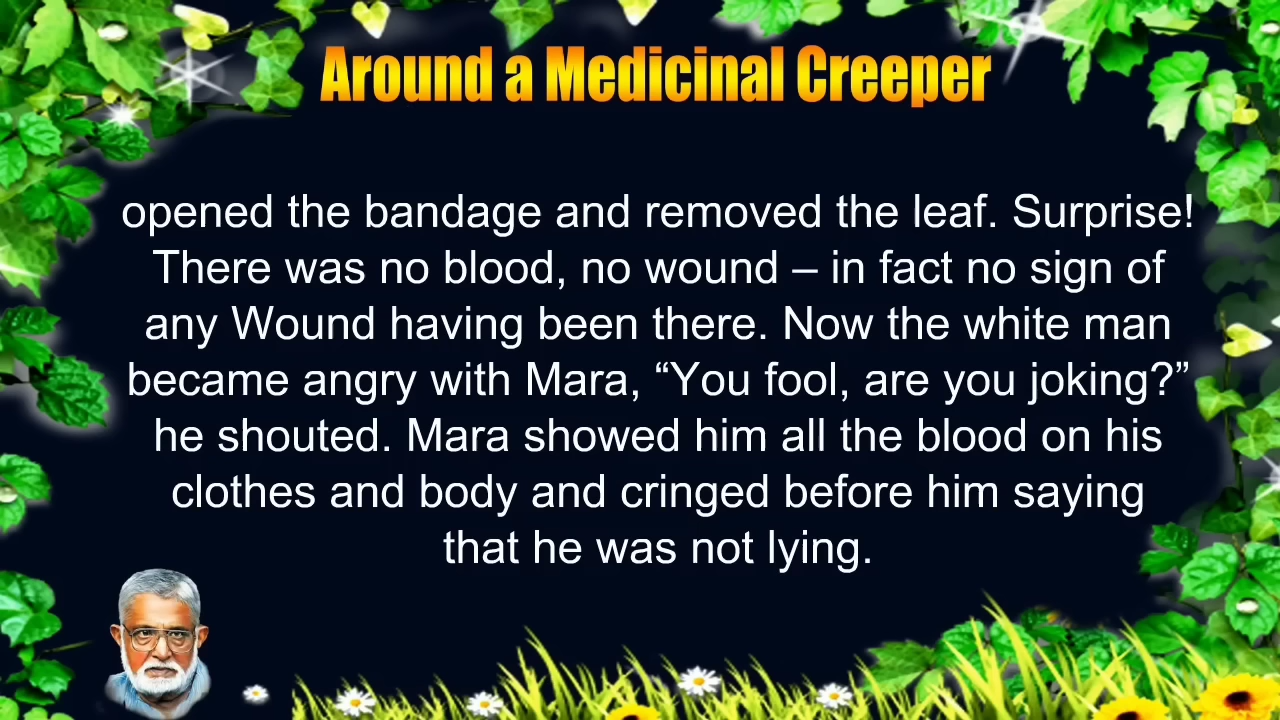 Around a Medicinal Creeper
opened the bandage and removed the leaf. Surprise!
There was no blood, no wound – in fact no sign of
any Wound having been there. Now the white man
became angry with Mara, “You fool, are you joking?”
he shouted. Mara showed him all the blood on his
clothes and body and cringed before him saying
that he was not lying.